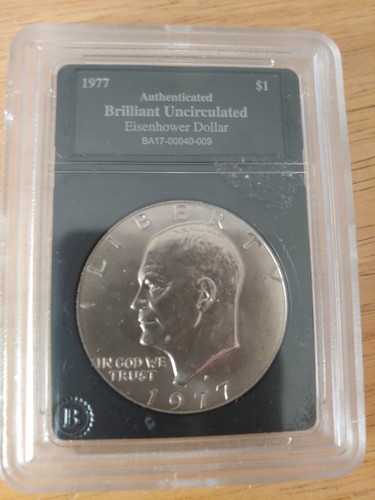 1977 $1
Authenticated
Brilliant Uncirculated
Eisenhower Dollar
BA17-00040-009
LIBERTY
IN GOD WE
TRUST
1977
B